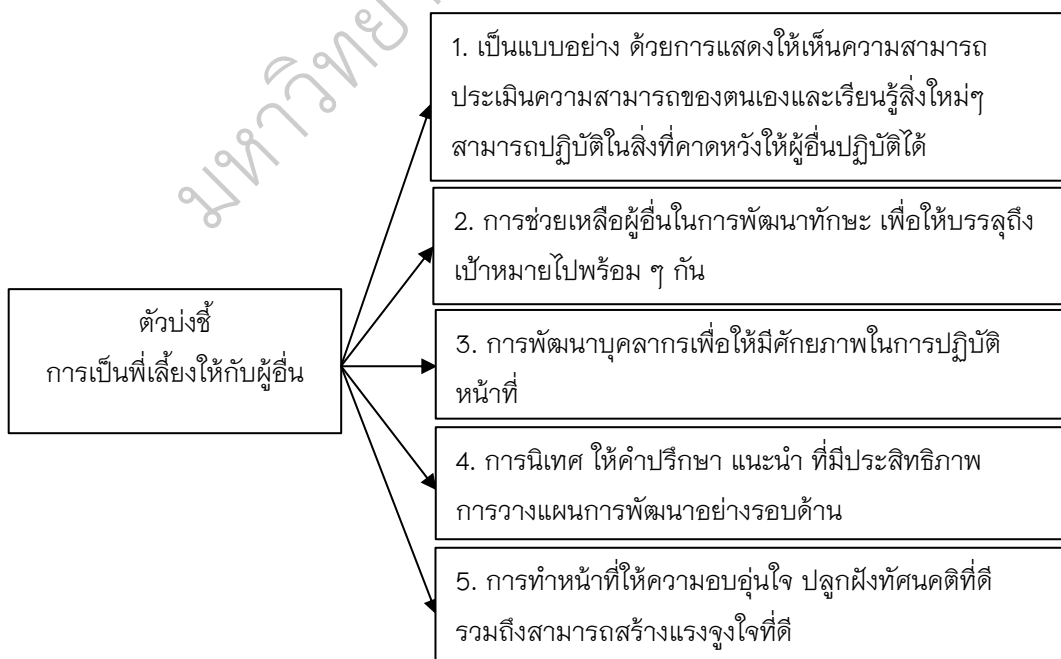 มหาวิทย
1. เป็นแบบอย่าง ด้วยการแสดงให้เห็นความสามารถ
ประเมินความสามารถของตนเองและเรียนรู้สิ่งใหม่ๆ
สามารถปฏิบัติในสิ่งที่คาดหวังให้ผู้อื่นปฏิบัติได้
2. การช่วยเหลือผู้อื่นในการพัฒนาทักษะ เพื่อให้บรรลุถึง
เป้าหมายไปพร้อม ๆ กัน
ตัวบ่งชี้
การเป็นพี่เลี้ยงให้กับผู้อื่น
3. การพัฒนาบุคลากรเพื่อให้มีศักยภาพในการปฏิบัติ
หน้าที่
4. การนิเทศ ให้คำปรึกษา แนะนำ ที่มีประสิทธิภาพ
การวางแผนการพัฒนาอย่างรอบด้าน
5. การทำหน้าที่ให้ความอบอุ่นใจ ปลูกฝังทัศนคติที่ดี
รวมถึงสามารถสร้างแรงจูงใจที่ดี